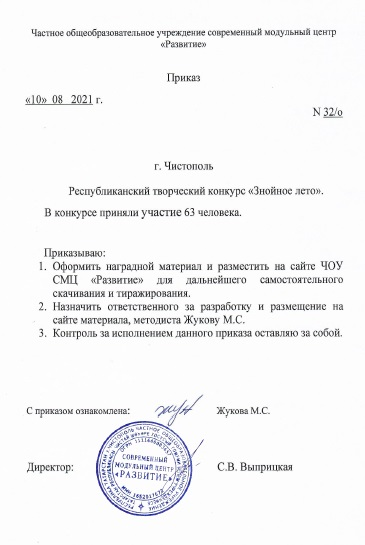 Частное общеобразовательное учреждение современный модульный центр
«Развитие»
Приказ
«10» 08 2021 г.
N 32/о
г. Чистополь
Республиканский творческий конкурс «Знойное лето».
В конкурсе приняли участие 63 человека.
Приказываю:
1. Оформить наградной материал и разместить на сайте ЧОУ
СМЦ «Развитие» для дальнейшего самостоятельного
скачивания и тиражирования.
2. Назначить ответственного за разработку и размещение на
сайте материала, методиста Жукову М.С.
3. Контроль за исполнением данного приказа оставляю за собой.
С приказом ознакомлена: Жукова М.С.
СОВРЕМЕННЫЙ
МОДУЛЬНЫЙ ЦЕНТР
«РАЗВИТИЕ»
Директор: С.В. Выприцкая